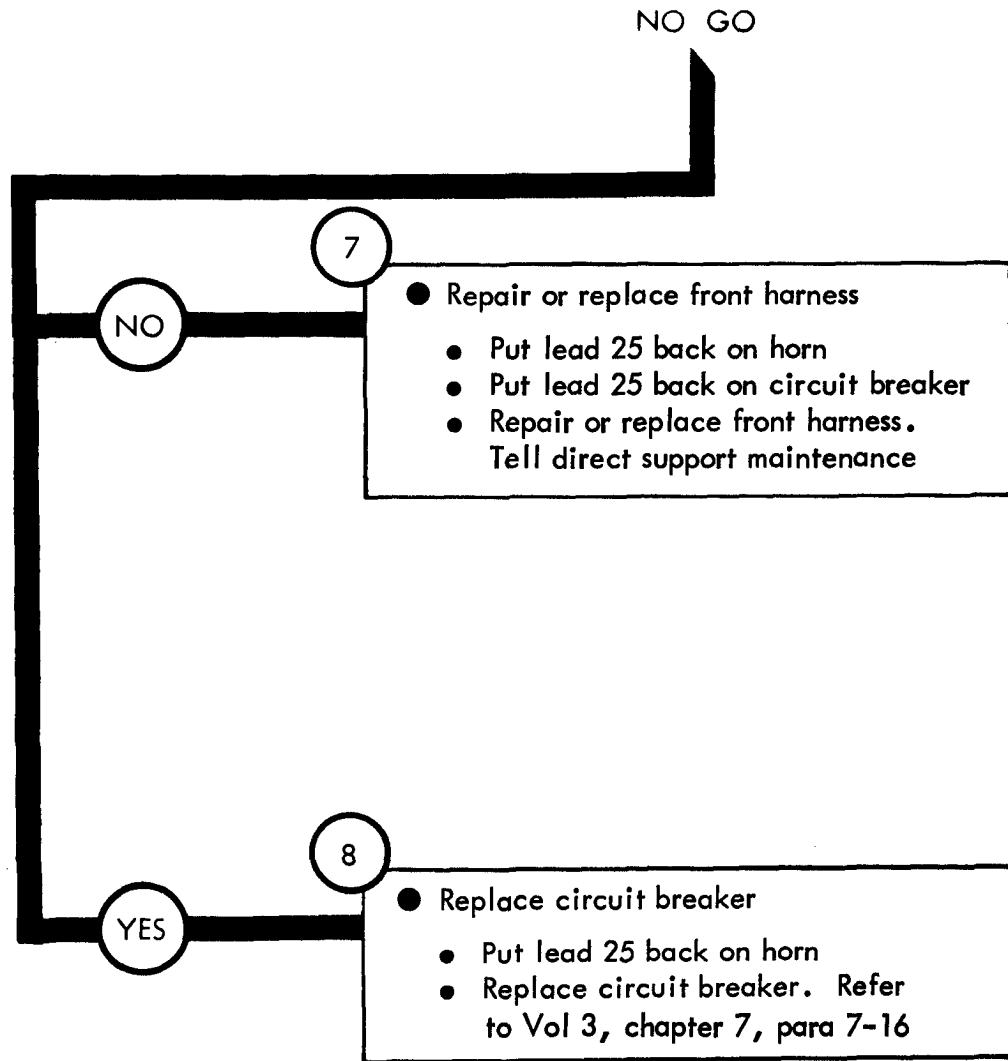 NO GO
7
NO
● Repair or replace front harness
● Put lead 25 back on horn
● Put lead 25 back on circuit breaker
● Repair or replace front harness.
Tell direct support maintenance
8
YES
● Replace circuit breaker
● Put lead 25 back on horn
● Replace circuit breaker. Refer
to Vol 3, chapter 7, para 7-16